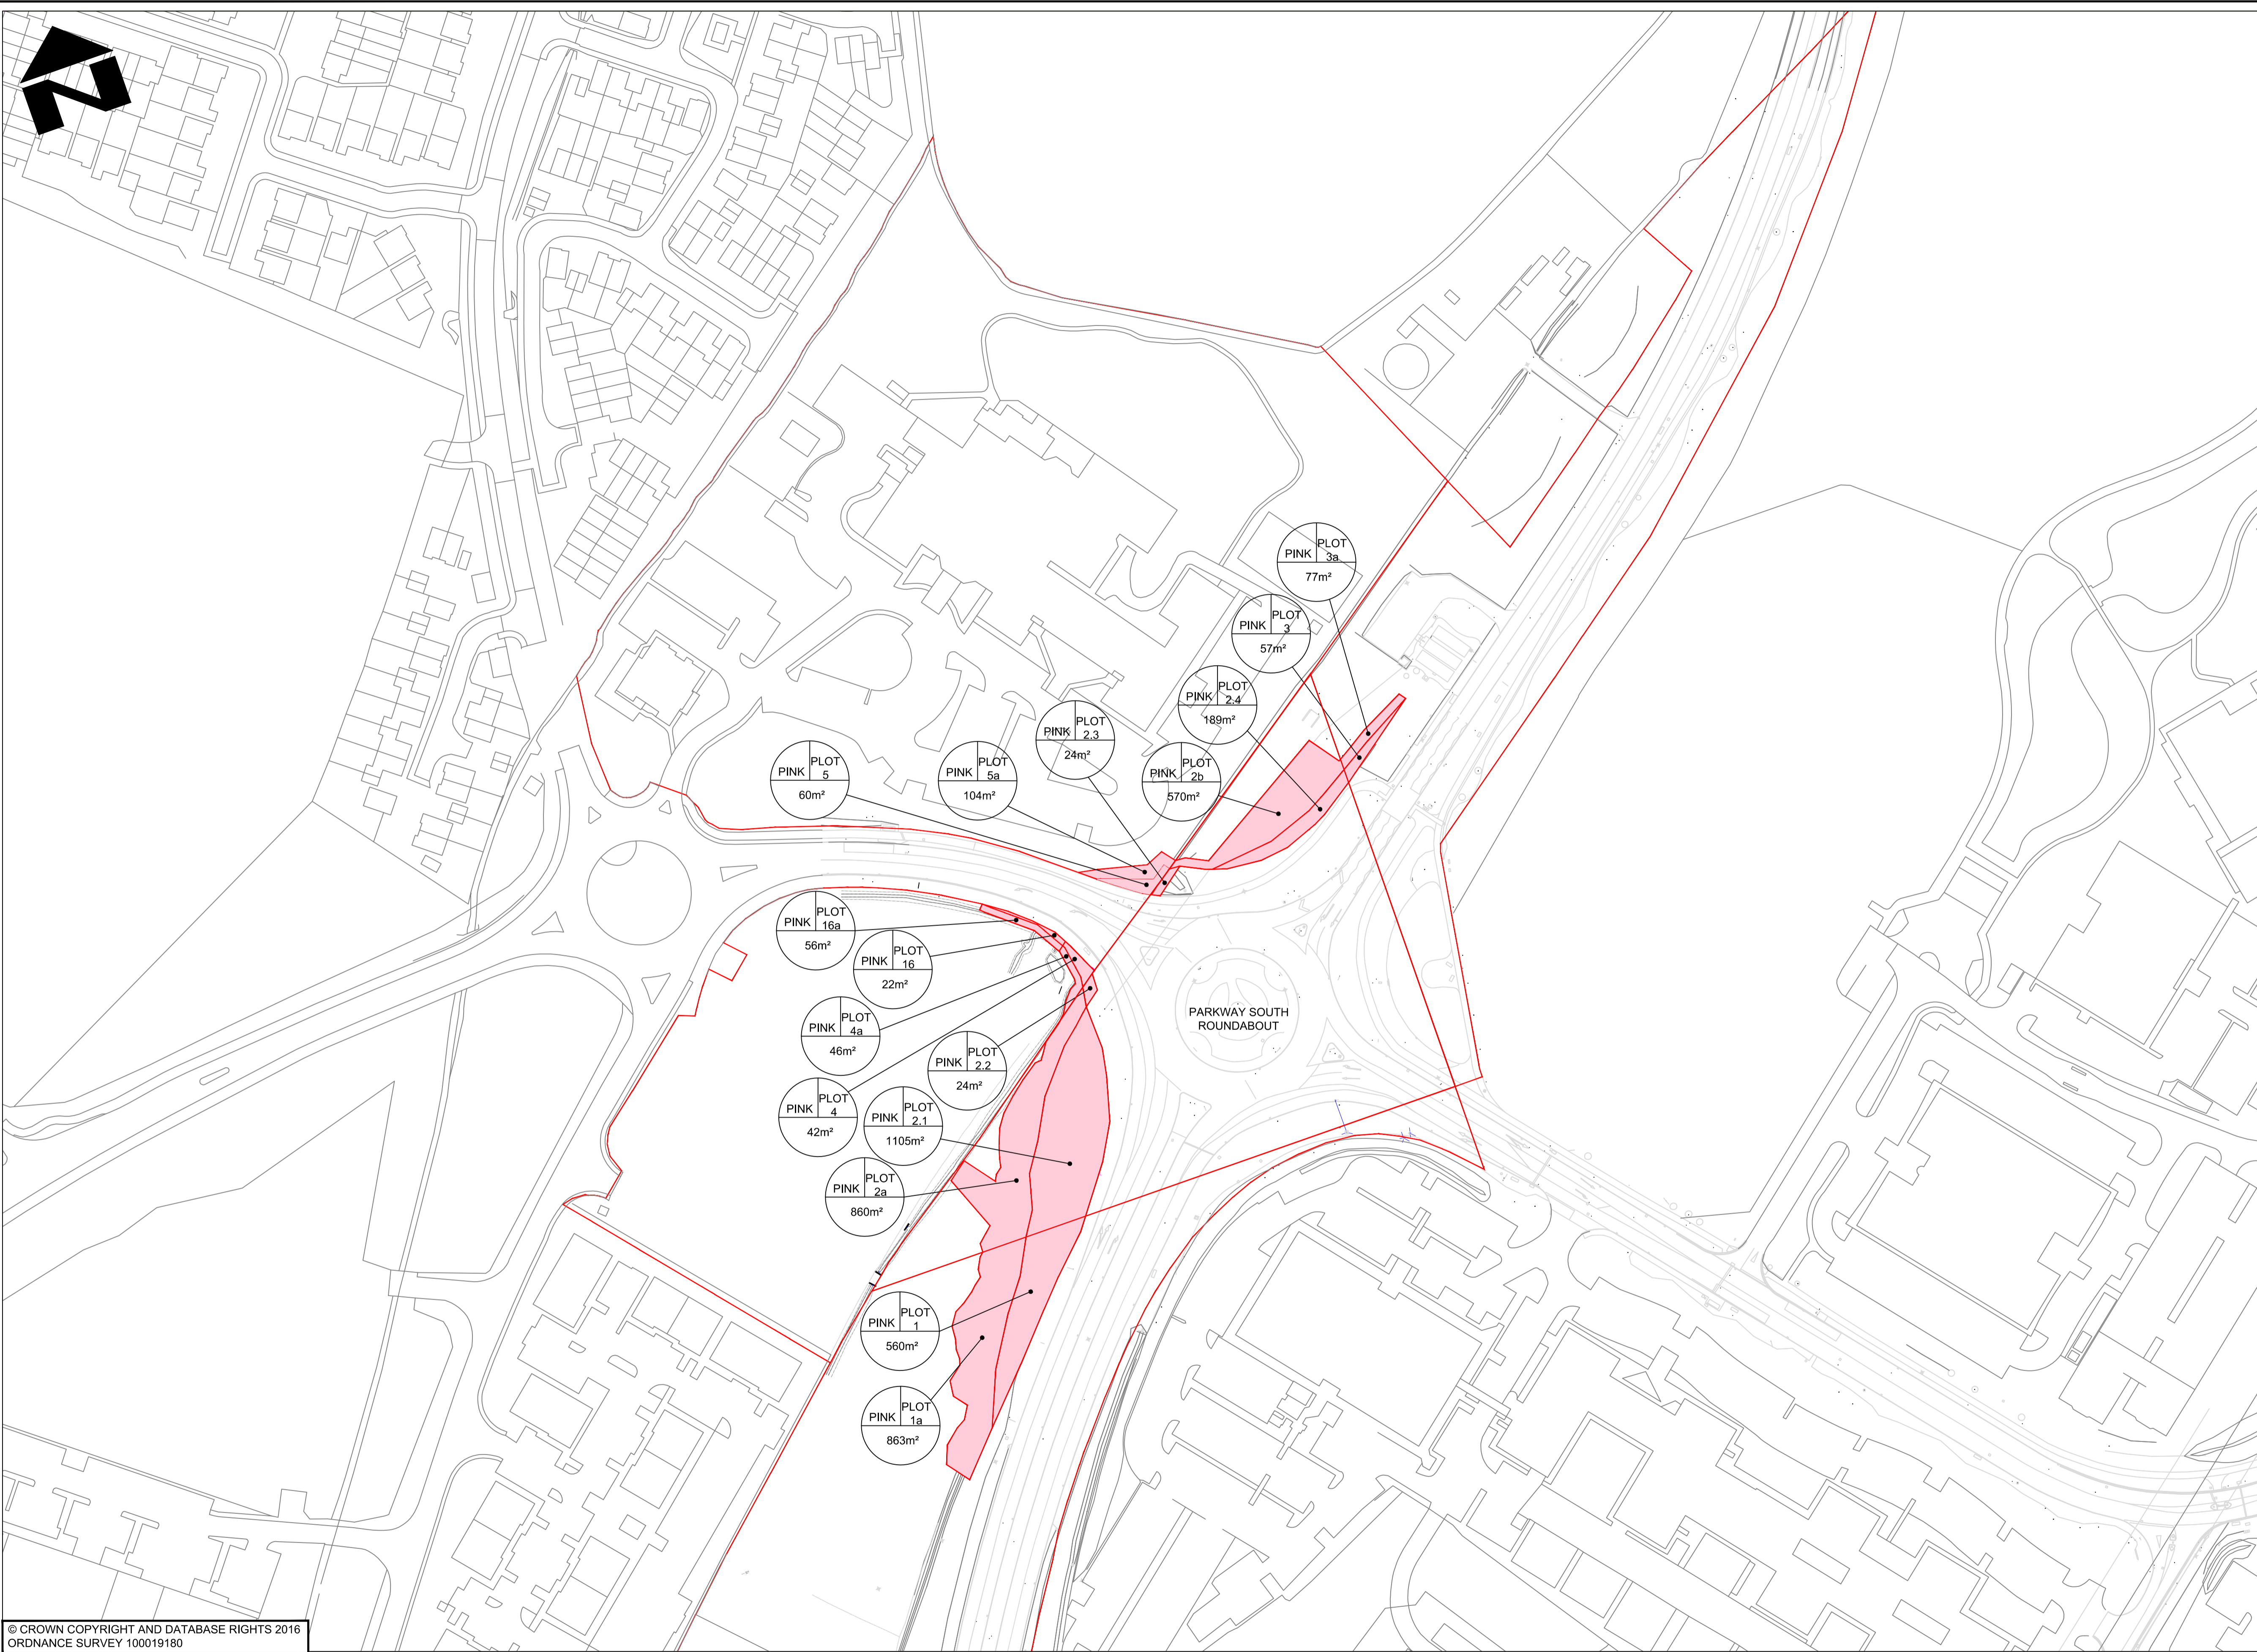 PINK PLOT
3a
77m²
PINK PLOT
3
57m²
PINK PLOT
2.4
189m²
PINK PLOT
2.3
24m²
PINK PLOT
2b
570m²
PINK PLOT
5
60m²
PINK PLOT
5a
104m²
PINK PLOT
16a
56m²
PINK PLOT
16
22m²
PINK PLOT
4a
46m²
PINK PLOT
2.2
24m²
PINK PLOT
4
42m²
PINK PLOT
2.1
1105m²
PINK PLOT
2a
860m²
PINK PLOT
1
560m²
PINK PLOT
1a
863m²
PARKWAY SOUTH
ROUNDABOUT
© CROWN COPYRIGHT AND DATABASE RIGHTS 2016
ORDNANCE SURVEY 100019180
N